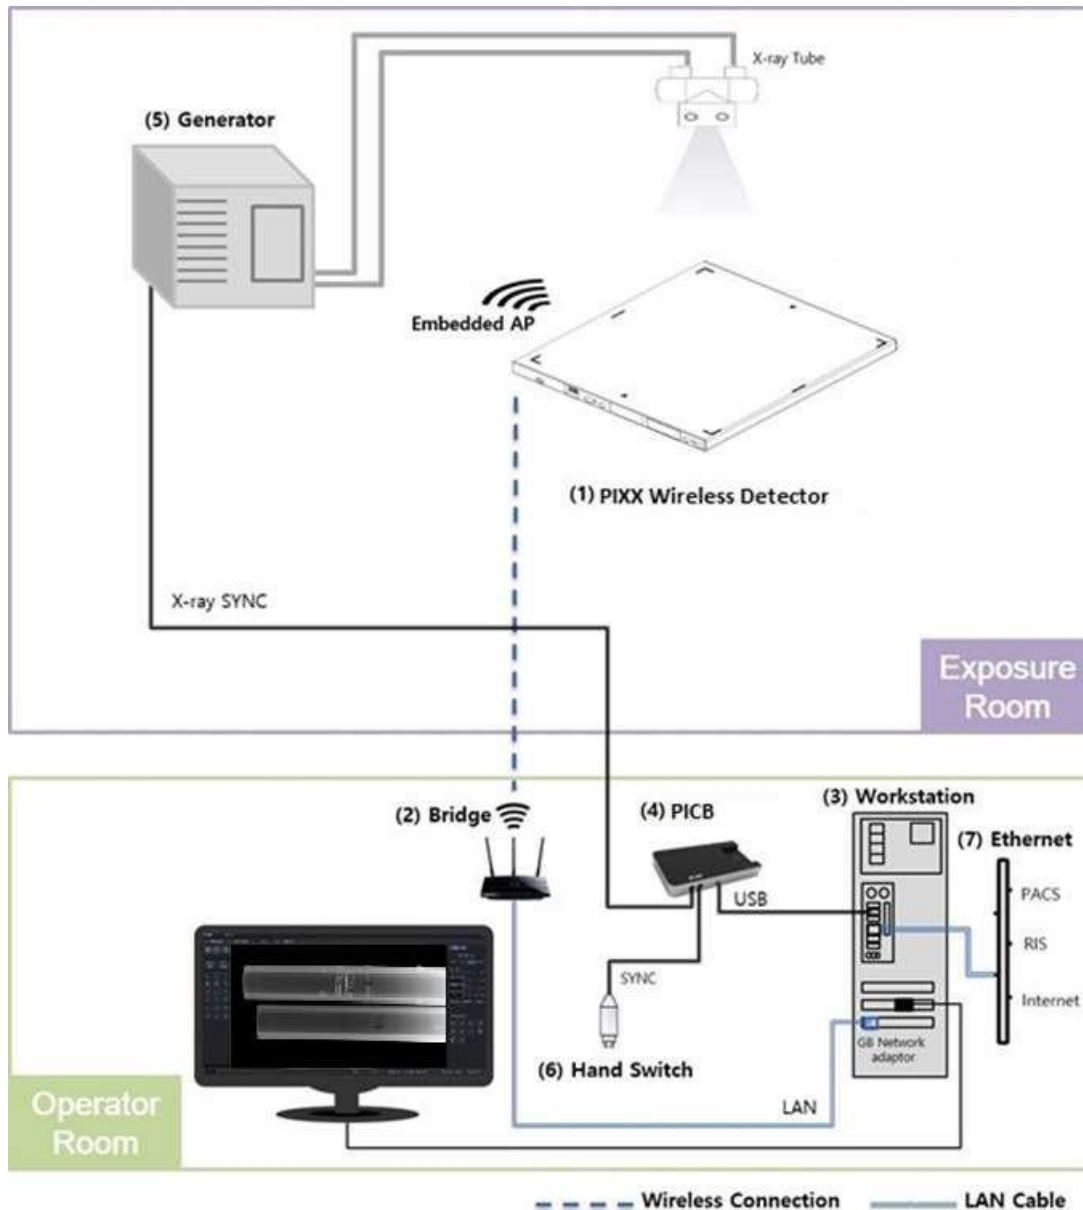 X-ray Tube
(5) Generator
Embedded AP
(1) PIXX Wireless Detector
X-ray SYNC
Exposure
Room
(3) Workstation
(2) Bridge
(4) PICB
(7) Ethernet
USB
PACS
RIS
SYNC
Internet
GB Network
adaptor
(6) Hand Switch
LAN
Operator
Room
Wireless Connection
LAN Cable